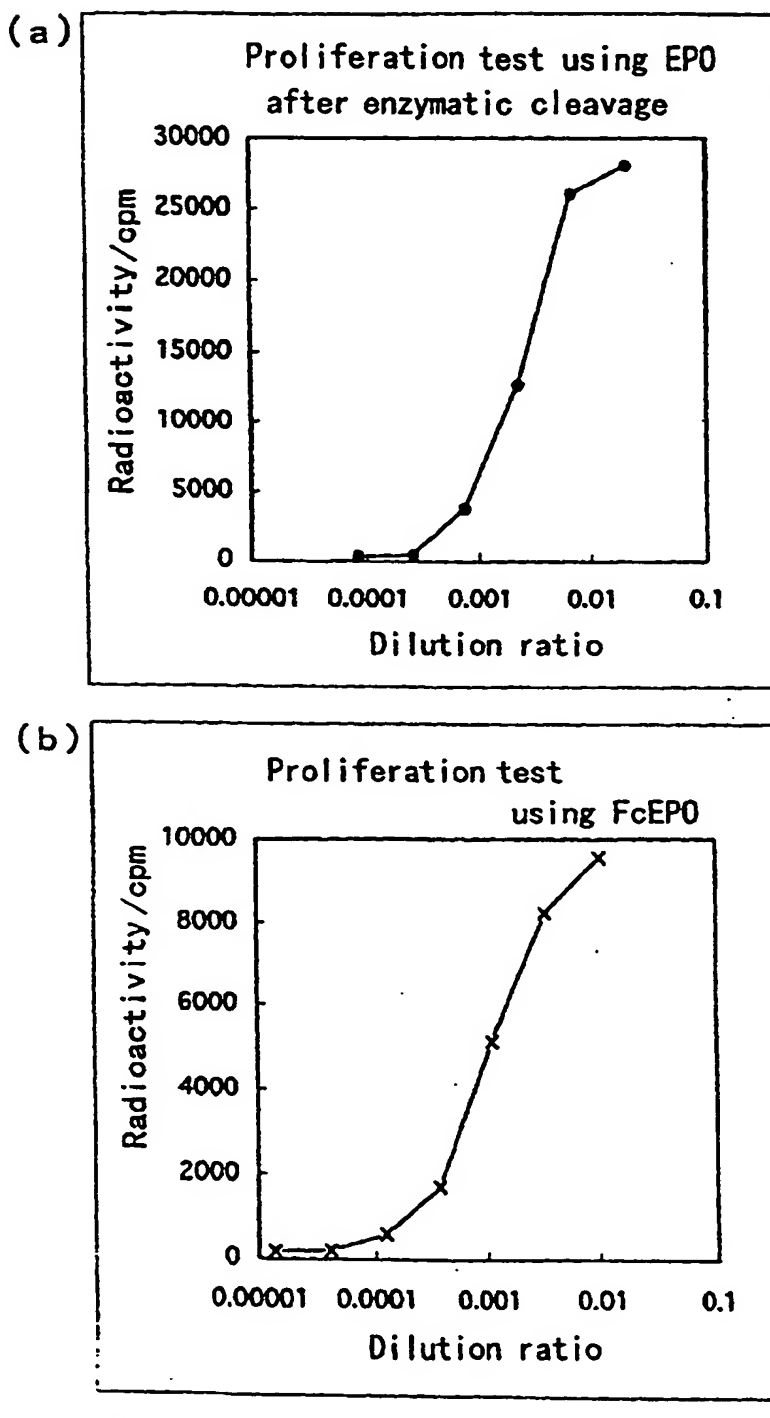 (a)
Proliferation test using EPO
after enzymatic cleavage
30000
25000
20000
15000
10000
5000
0
Radioactivity/cpm
0.00001 0.0001 0.001 0.01 0.1
Dilution ratio
(b)
Proliferation test
using FcEPO
10000
8000
6000
4000
2000
0
Radioactivity/cpm
0.00001 0.0001 0.001 0.01 0.1
Dilution ratio